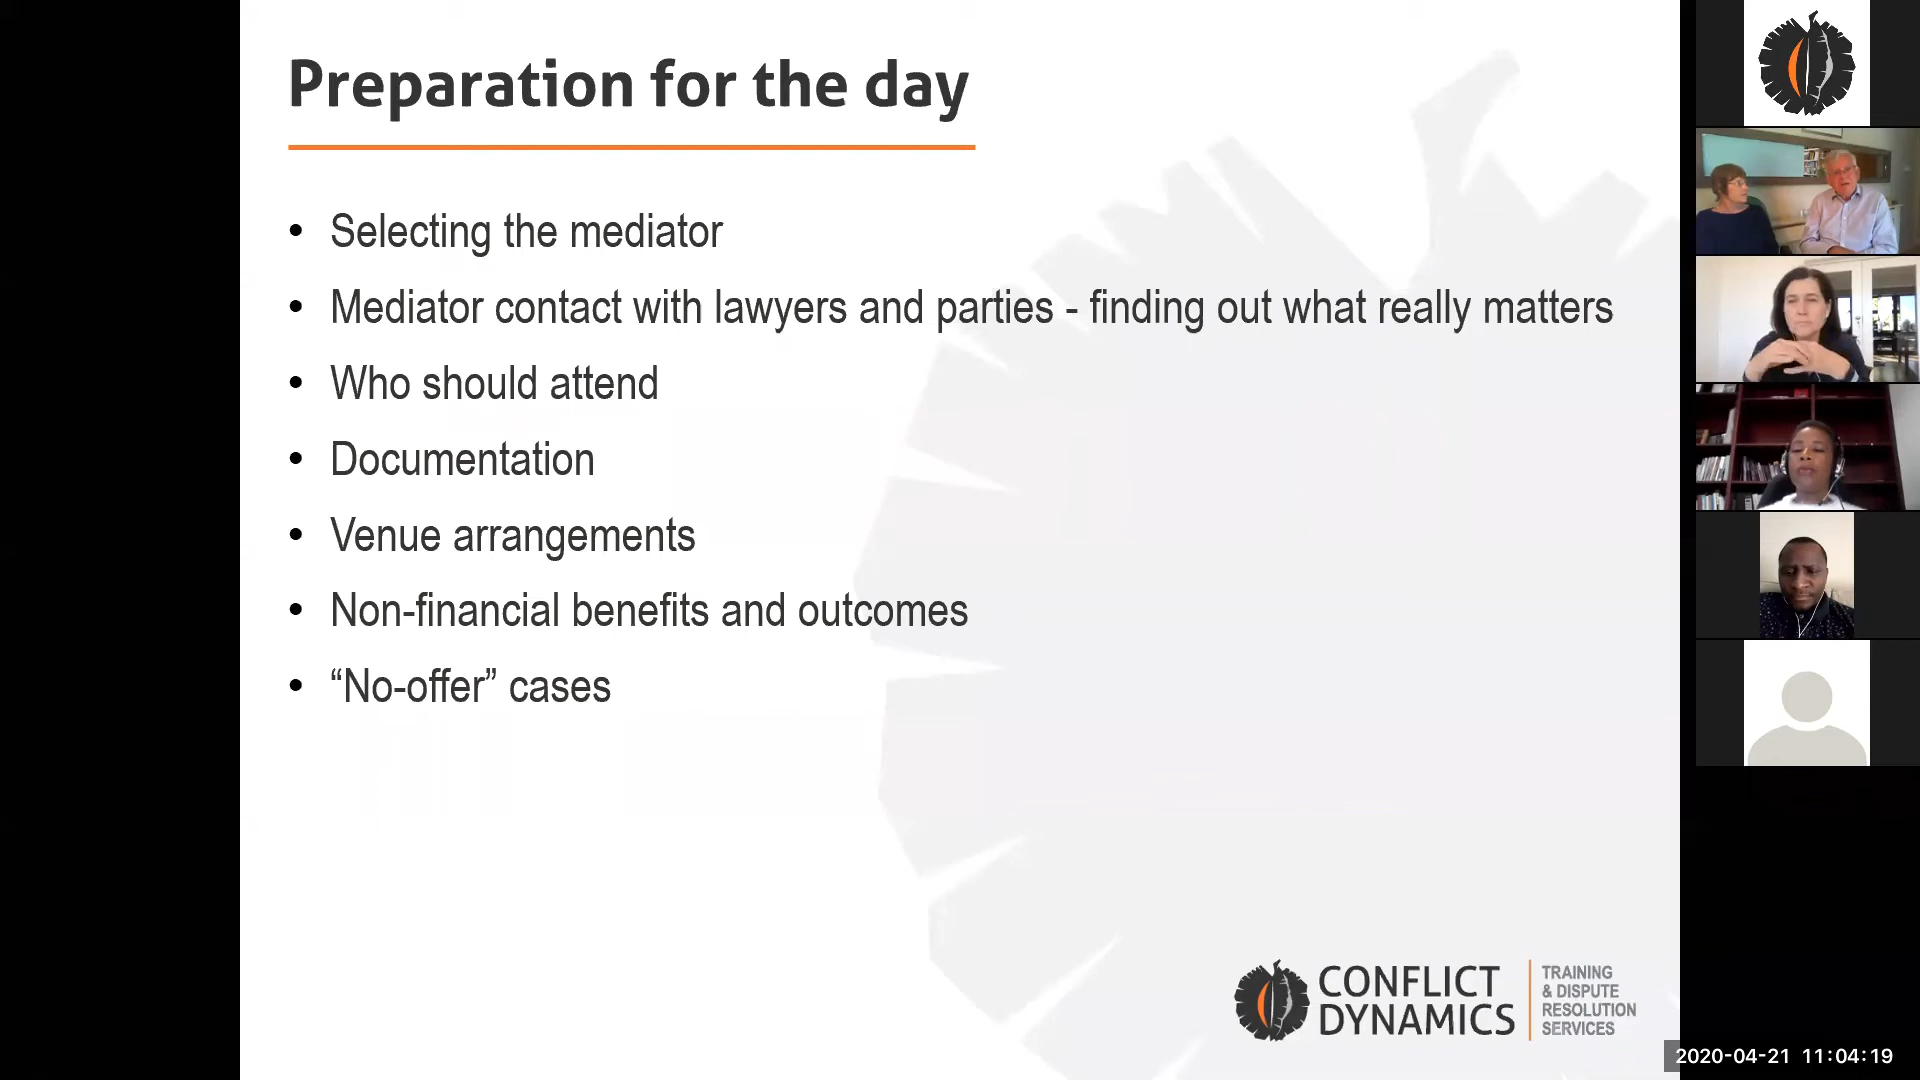 Preparation for the day
• Selecting the mediator
• Mediator contact with lawyers and parties - finding out what really matters
• Who should attend
• Documentation
• Venue arrangements
• Non-financial benefits and outcomes
• “No-offer” cases
CONFLICT
DYNAMICS
TRAINING
& DISPUTE
RESOLUTION
SERVICES
2020-04-21 11:04:19